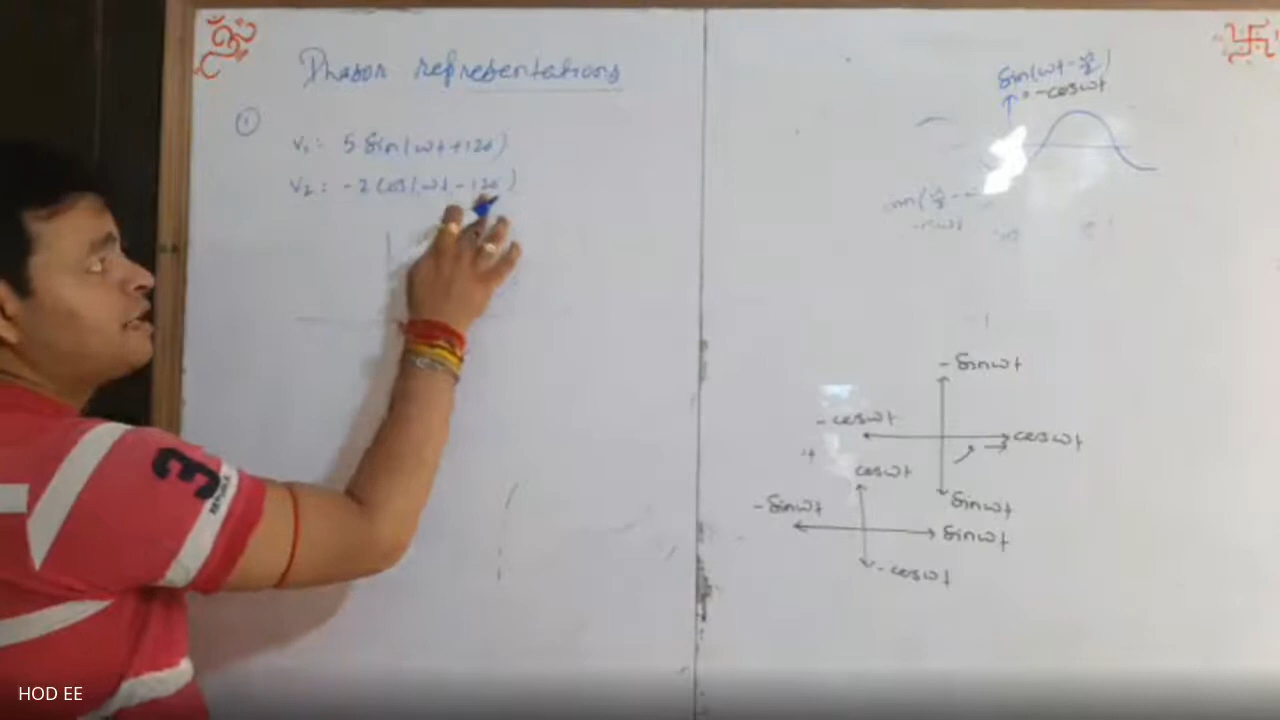 ॐ
Phasor representations
①
V₁ = 5 Sin(ωt+120)
V₂ = -2 Cos(ωt-120)
Sin(ωt-π/2)
= -cosωt
-Sinωt
-cosωt
cosωt
Sinωt
cosωt
-Sinωt
Sinωt
-cosωt
3
HOD EE